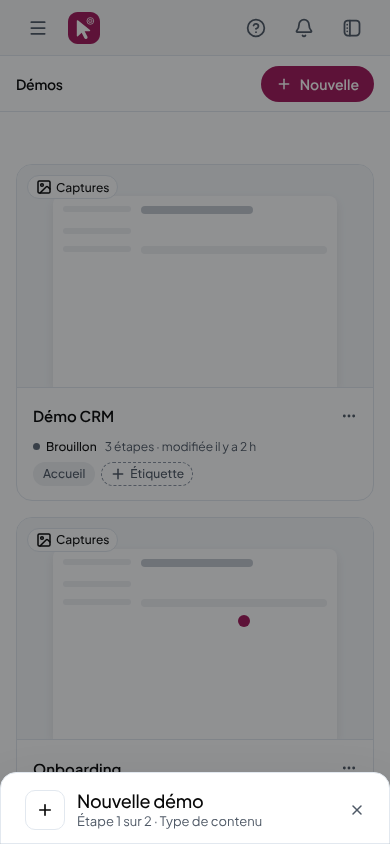 Démos
Nouvelle
Captures
Démo CRM
Brouillon 3 étapes · modifiée il y a 2 h
Accueil
Étiquette
Captures
Onboarding
Nouvelle démo
Étape 1 sur 2 · Type de contenu